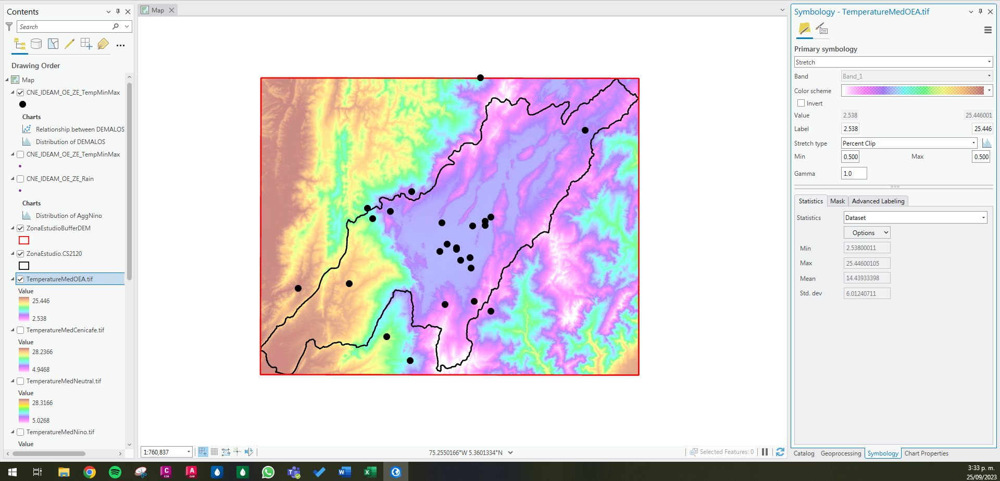 Contents
Search
Drawing Order
Map
CNE_IDEAM_OE_ZE_TempMinMax
Charts
Relationship between DEMALOS
Distribution of DEMALOS
CNE_IDEAM_OE_ZE_TempMinMax
CNE_IDEAM_OE_ZE_Rain
Charts
Distribution of AggNino
ZonaEstudioBufferDEM
ZonaEstudio.CS2120
TemperatureMedOEA.tif
Value
25.446
2.538
TemperatureMedCenicafe.tif
Value
28.2366
4.9468
TemperatureMedNeutral.tif
Value
28.3166
5.0268
TemperatureMedNino.tif
Value
Map
1:760,837
75.2550166°W 5.3601334°N
Selected Features: 0
Symbology - TemperatureMedOEA.tif
Primary symbology
Stretch
Band Band_1
Color scheme
Invert
Value 2.538 25.446001
Label 2.538 25.446
Stretch type Percent Clip
Min 0.500 Max 0.500
Gamma 1.0
Statistics Mask Advanced Labeling
Statistics Dataset
Options
Min 2.53800011
Max 25.44600105
Mean 14.43933398
Std. dev 6.01240711
Catalog Geoprocessing Symbology Chart Properties
3:33 p. m.
25/09/2023